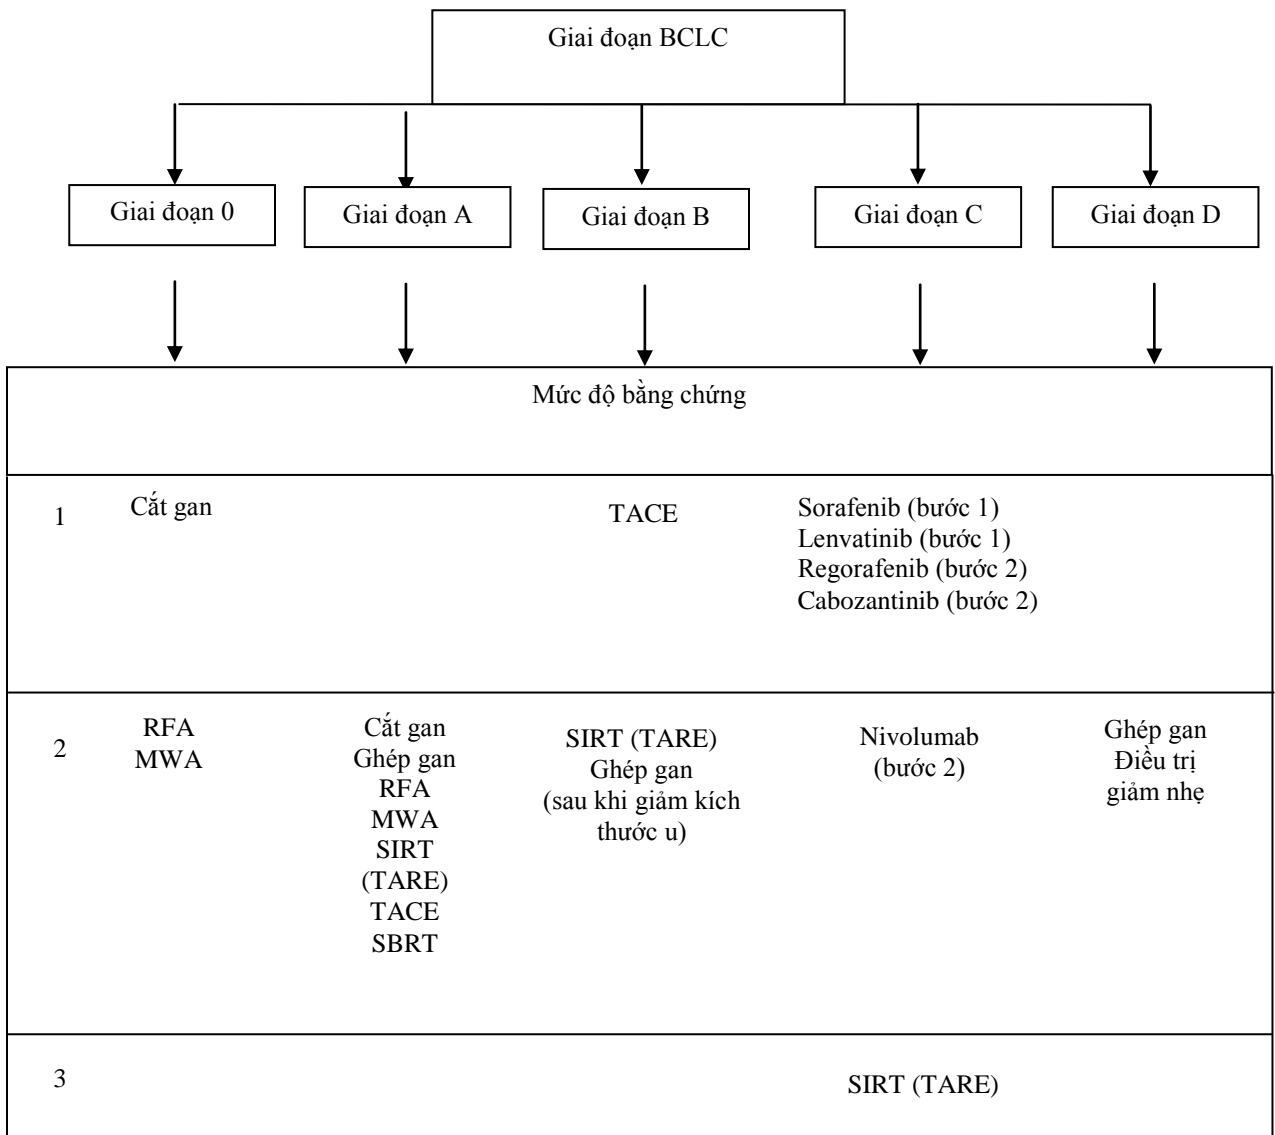 Giai đoạn BCLC
Giai đoạn 0
Giai đoạn A
Giai đoạn B
Giai đoạn C
Giai đoạn D
Mức độ bằng chứng
1
Cắt gan
TACE
Sorafenib (bước 1)
Lenvatinib (bước 1)
Regorafenib (bước 2)
Cabozantinib (bước 2)
2
RFA
MWA
Cắt gan
Ghép gan
RFA
MWA
SIRT
(TARE)
TACE
SBRT
SIRT (TARE)
Ghép gan
(sau khi giảm kích
thước u)
Nivolumab
(bước 2)
Ghép gan
Điều trị
giảm nhẹ
3
SIRT (TARE)